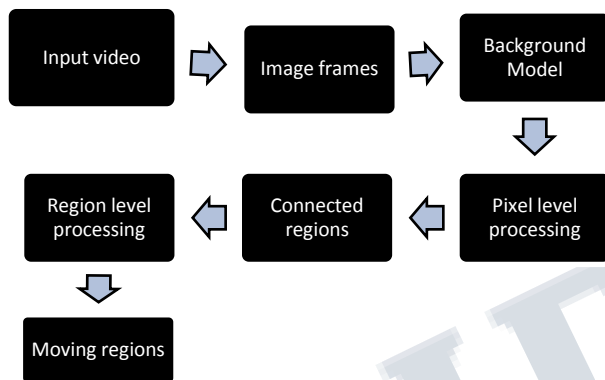 Input video
Image frames
Background
Model
Pixel level
processing
Connected
regions
Region level
processing
Moving regions